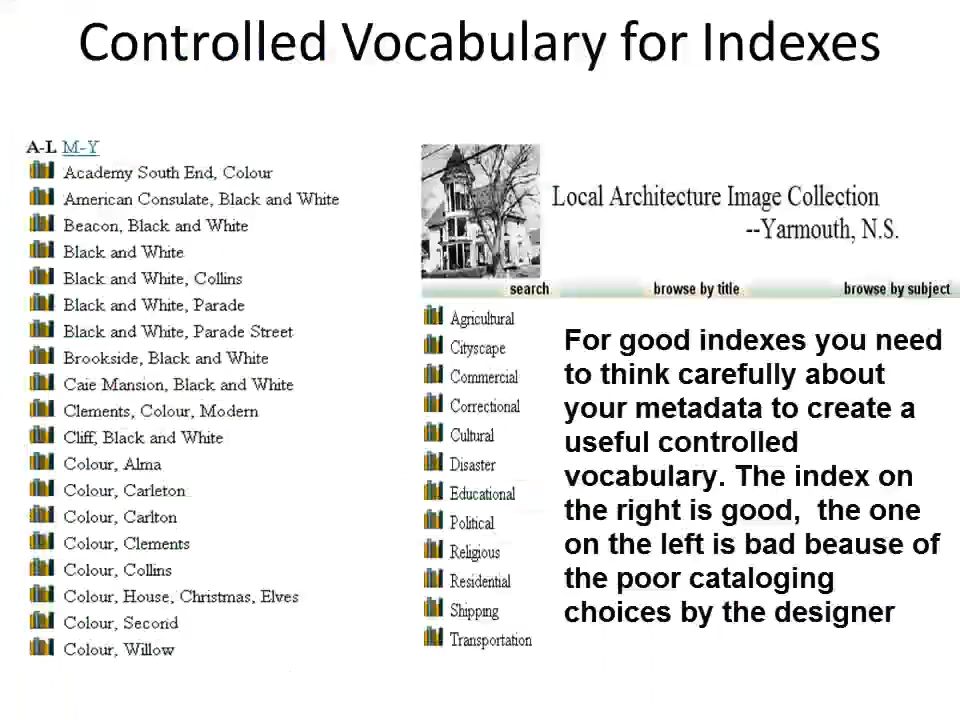 Controlled Vocabulary for Indexes
A-L M-Y
Academy South End, Colour
American Consulate, Black and White
Beacon, Black and White
Black and White
Black and White, Collins
Black and White, Parade
Black and White, Parade Street
Brookside, Black and White
Caie Mansion, Black and White
Clements, Colour, Modern
Cliff, Black and White
Colour, Alma
Colour, Carleton
Colour, Carlton
Colour, Clements
Colour, Collins
Colour, House, Christmas, Elves
Colour, Second
Colour, Willow
Local Architecture Image Collection
--Yarmouth, N.S.
search browse by title browse by subject
Agricultural
Cityscape
Commercial
Correctional
Cultural
Disaster
Educational
Political
Religious
Residential
Shipping
Transportation
For good indexes you need
to think carefully about
your metadata to create a
useful controlled
vocabulary. The index on
the right is good,  the one
on the left is bad beause of
the poor cataloging
choices by the designer